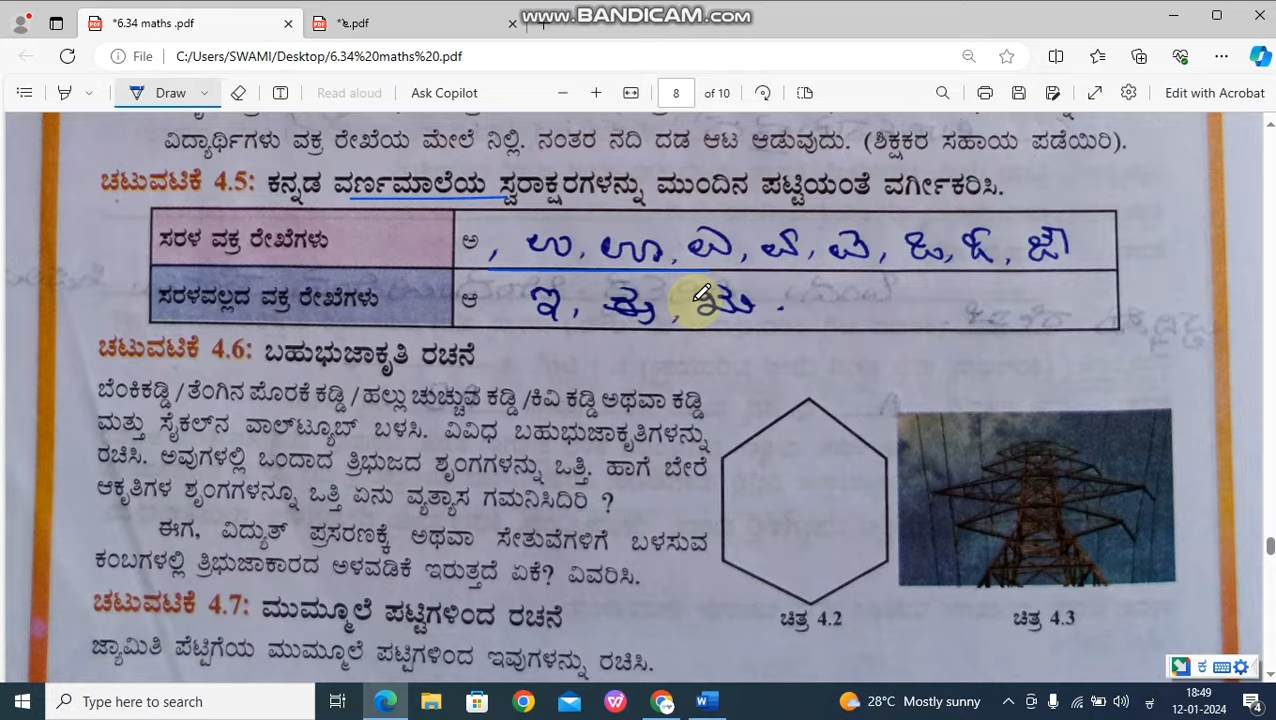 www.BANDICAM.com
*6.34 maths .pdf
File
C:/Users/SWAMI/Desktop/6.34%20maths%20.pdf
Draw
Read aloud
Ask Copilot
8 of 10
Edit with Acrobat
ವಿದ್ಯಾರ್ಥಿಗಳು ವಕ್ರ ರೇಖೆಯ ಮೇಲೆ ನಿಲ್ಲಿ. ನಂತರ ನದಿ ದಡ ಆಟ ಆಡುವುದು. (ಶಿಕ್ಷಕರ ಸಹಾಯ ಪಡೆಯಿರಿ).
ಚಟುವಟಿಕೆ 4.5: ಕನ್ನಡ ವರ್ಣಮಾಲೆಯ ಸ್ವರಾಕ್ಷರಗಳನ್ನು ಮುಂದಿನ ಪಟ್ಟಿಯಂತೆ ವರ್ಗೀಕರಿಸಿ.
ಸರಳ ವಕ್ರ ರೇಖೆಗಳು
ಅ, ಉ, ಊ, ಎ, ಏ, ಐ, ಒ, ಓ, ಔ
ಸರಳವಲ್ಲದ ವಕ್ರ ರೇಖೆಗಳು
ಆ ಇ, ಈ,
ಚಟುವಟಿಕೆ 4.6: ಬಹುಭುಜಾಕೃತಿ ರಚನೆ
ಬೆಂಕಿಕಡ್ಡಿ / ತೆಂಗಿನ ಪೊರಕೆ ಕಡ್ಡಿ / ಹಲ್ಲು ಚುಚ್ಚುವ ಕಡ್ಡಿ /ಕಿವಿ ಕಡ್ಡಿ ಅಥವಾ ಕಡ್ಡಿ
ಮತ್ತು ಸೈಕಲ್‌ನ ವಾಲ್‌ಟ್ಯೂಬ್ ಬಳಸಿ. ವಿವಿಧ ಬಹುಭುಜಾಕೃತಿಗಳನ್ನು
ರಚಿಸಿ. ಅವುಗಳಲ್ಲಿ ಒಂದಾದ ತ್ರಿಭುಜದ ಶೃಂಗಗಳನ್ನು ಒತ್ತಿ. ಹಾಗೆ ಬೇರೆ
ಆಕೃತಿಗಳ ಶೃಂಗಗಳನ್ನೂ ಒತ್ತಿ ಏನು ವ್ಯತ್ಯಾಸ ಗಮನಿಸಿದಿರಿ ?
ಈಗ, ವಿದ್ಯುತ್ ಪ್ರಸರಣಕ್ಕೆ ಅಥವಾ ಸೇತುವೆಗಳಿಗೆ ಬಳಸುವ
ಕಂಬಗಳಲ್ಲಿ ತ್ರಿಭುಜಾಕಾರದ ಅಳವಡಿಕೆ ಇರುತ್ತದೆ ಏಕೆ? ವಿವರಿಸಿ.
ಚಿತ್ರ 4.2
ಚಿತ್ರ 4.3
ಚಟುವಟಿಕೆ 4.7: ಮುಮ್ಮೂಲೆ ಪಟ್ಟಿಗಳಿಂದ ರಚನೆ
ಜ್ಯಾಮಿತಿ ಪೆಟ್ಟಿಗೆಯ ಮುಮ್ಮೂಲೆ ಪಟ್ಟಿಗಳಿಂದ ಇವುಗಳನ್ನು ರಚಿಸಿ.
Type here to search
28°C Mostly sunny
18:49
12-01-2024